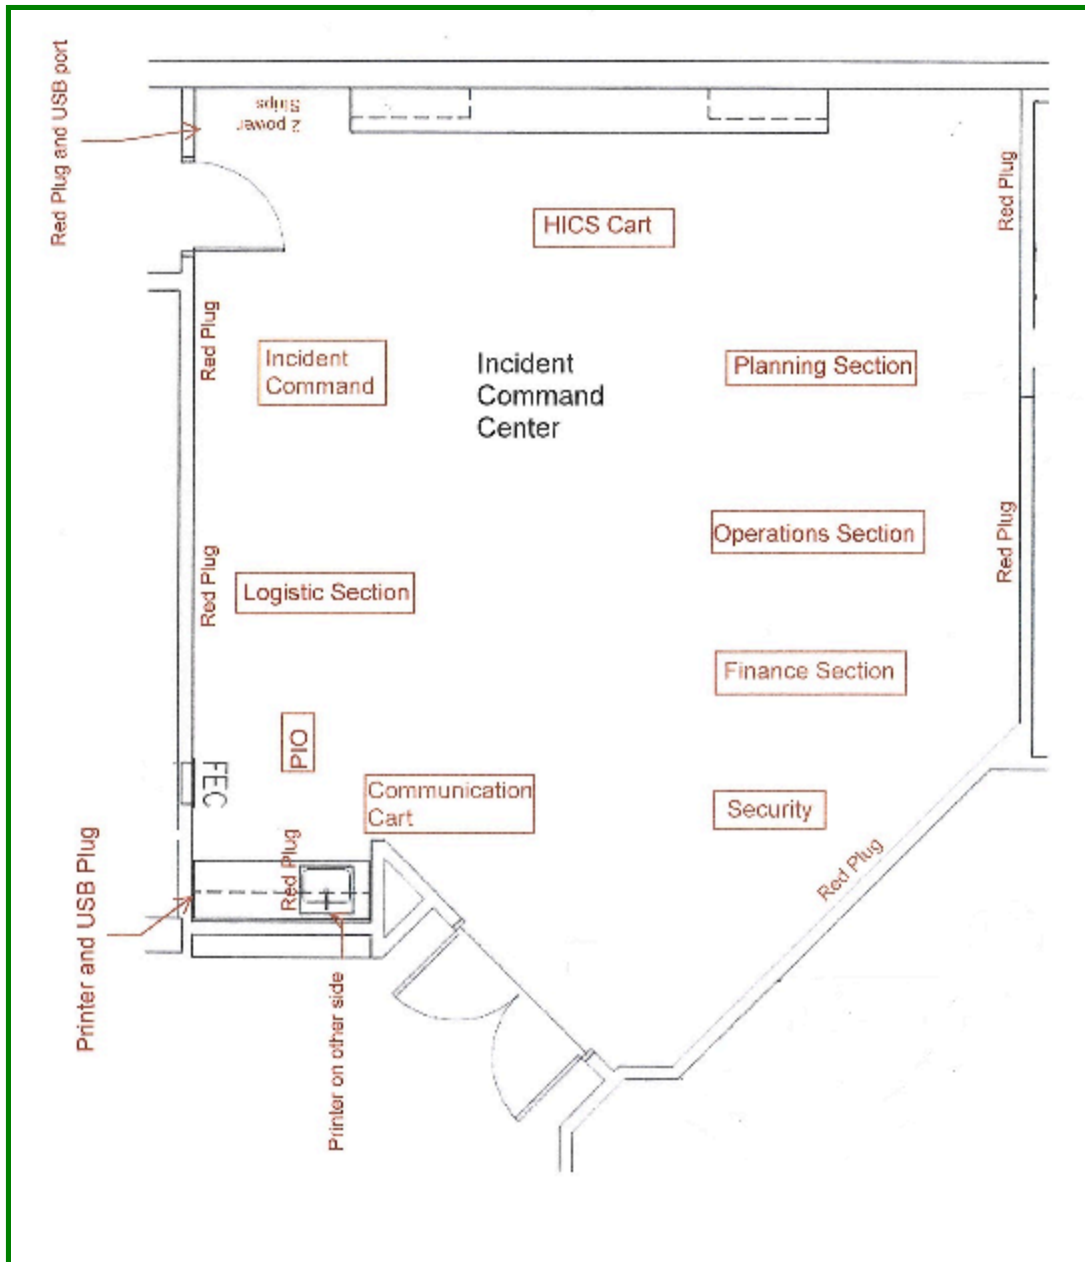 Red Plug and USB port
2 power
Strips
Red Plug
HICS Cart
Red Plug
Incident
Command
Incident
Command
Center
Planning Section
Red Plug
Operations Section
Red Plug
Logistic Section
Finance Section
PIO
FEC
Communication
Cart
Security
Red Plug
Red Plug
Printer and USB Plug
Printer on other side